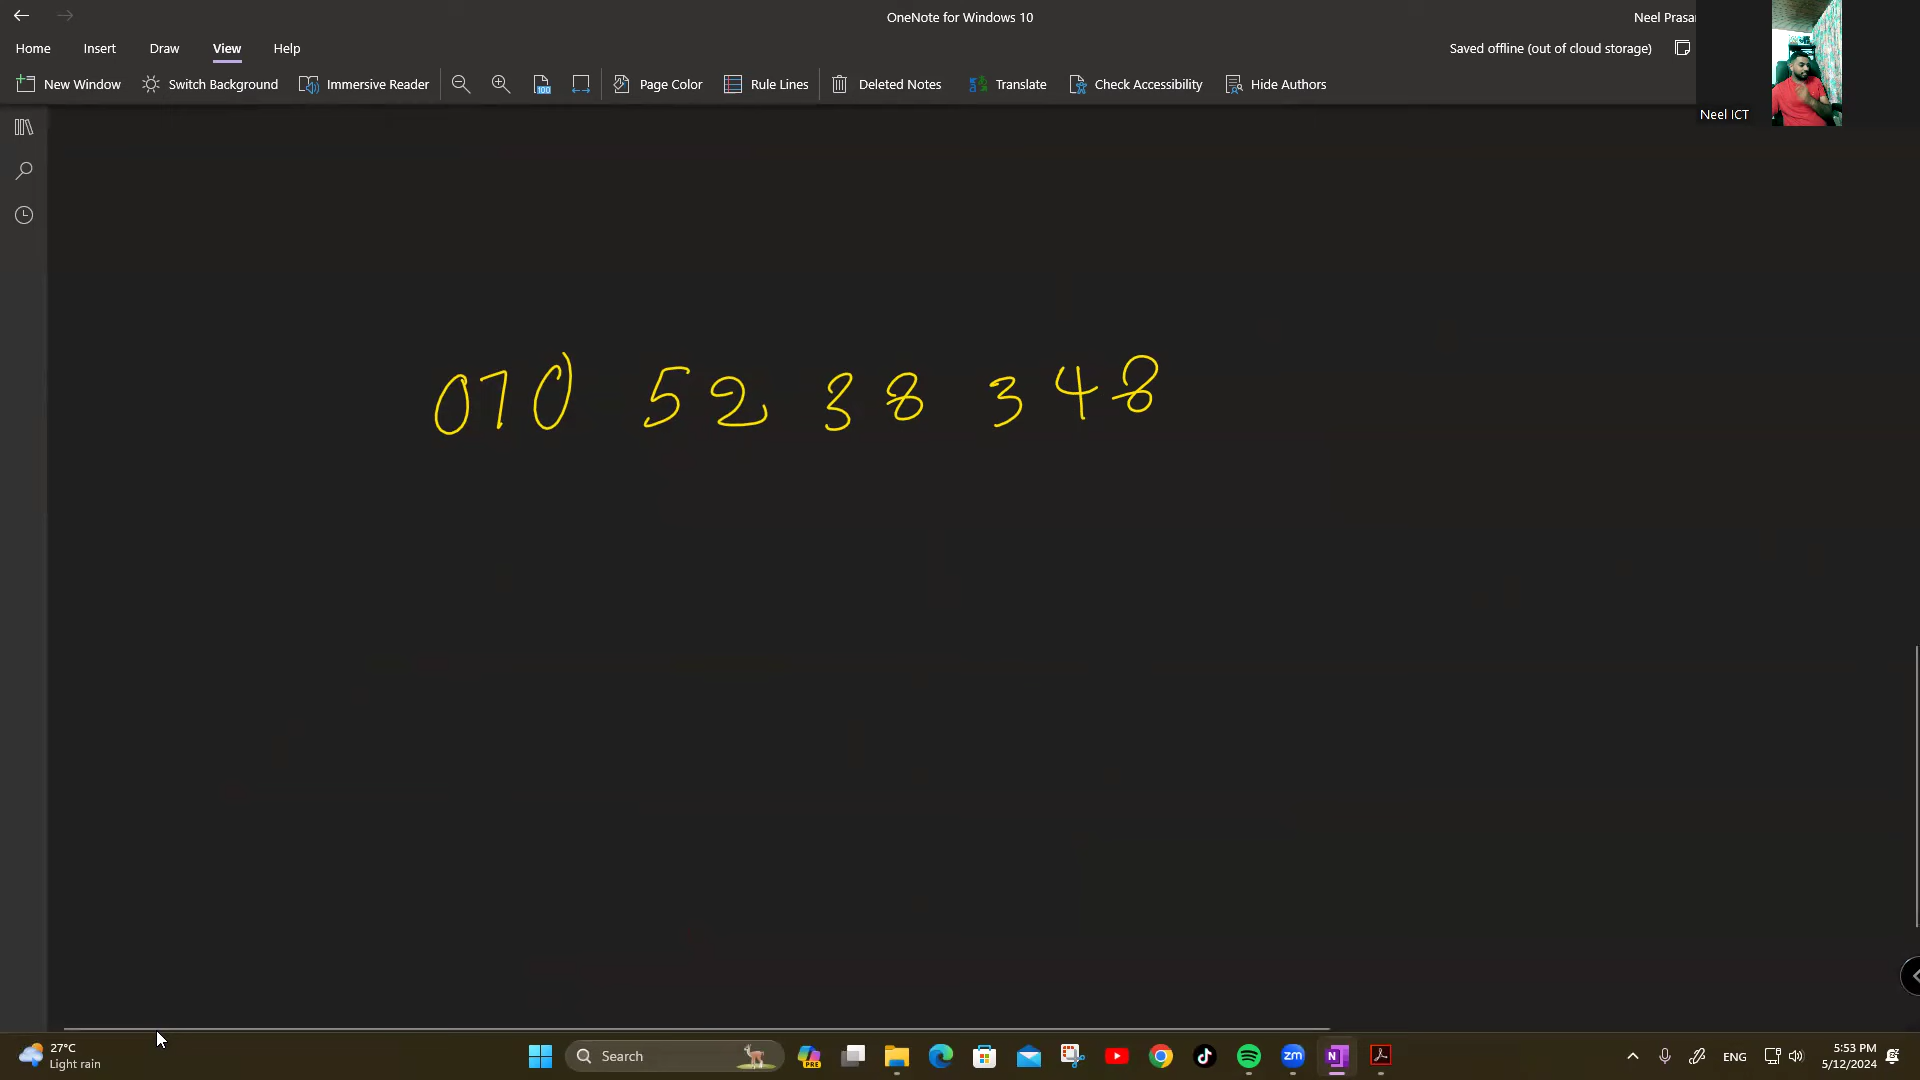 OneNote for Windows 10
Neel Prasan
Home Insert Draw View Help
Saved offline (out of cloud storage)
New Window Switch Background Immersive Reader Page Color Rule Lines Deleted Notes Translate Check Accessibility Hide Authors
Neel ICT
070 52 38 348
27°C
Light rain
Search
ENG
5:53 PM
5/12/2024